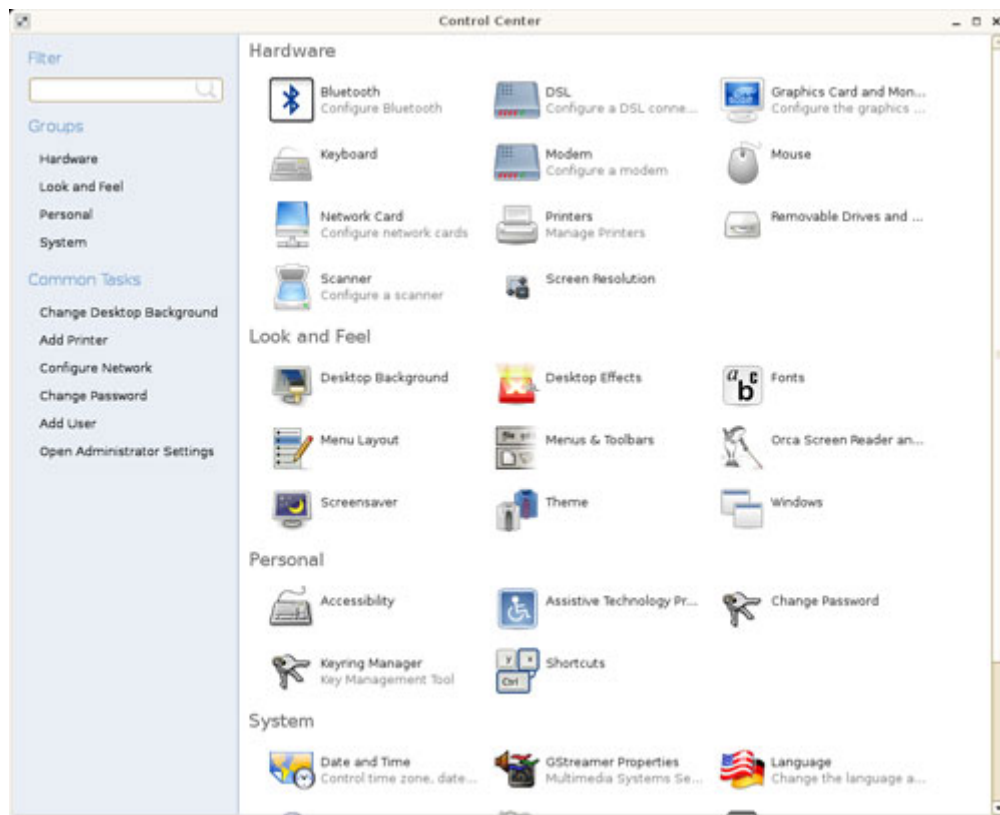 Control Center
Filter
Groups
Hardware
Look and Feel
Personal
System
Common Tasks
Change Desktop Background
Add Printer
Configure Network
Change Password
Add User
Open Administrator Settings
Hardware
Bluetooth
Configure Bluetooth
DSL
Configure a DSL conne...
Graphics Card and Mon...
Configure the graphics ...
Keyboard
Modem
Configure a modem
Mouse
Network Card
Configure network cards
Printers
Manage Printers
Removable Drives and ...
Scanner
Configure a scanner
Screen Resolution
Look and Feel
Desktop Background
Desktop Effects
Fonts
Menu Layout
Menus & Toolbars
Orca Screen Reader an...
Screensaver
Theme
Windows
Personal
Accessibility
Assistive Technology Pr...
Change Password
Keyring Manager
Key Management Tool
Shortcuts
System
Date and Time
Control time zone, date...
GStreamer Properties
Multimedia Systems Se...
Language
Change the language a...